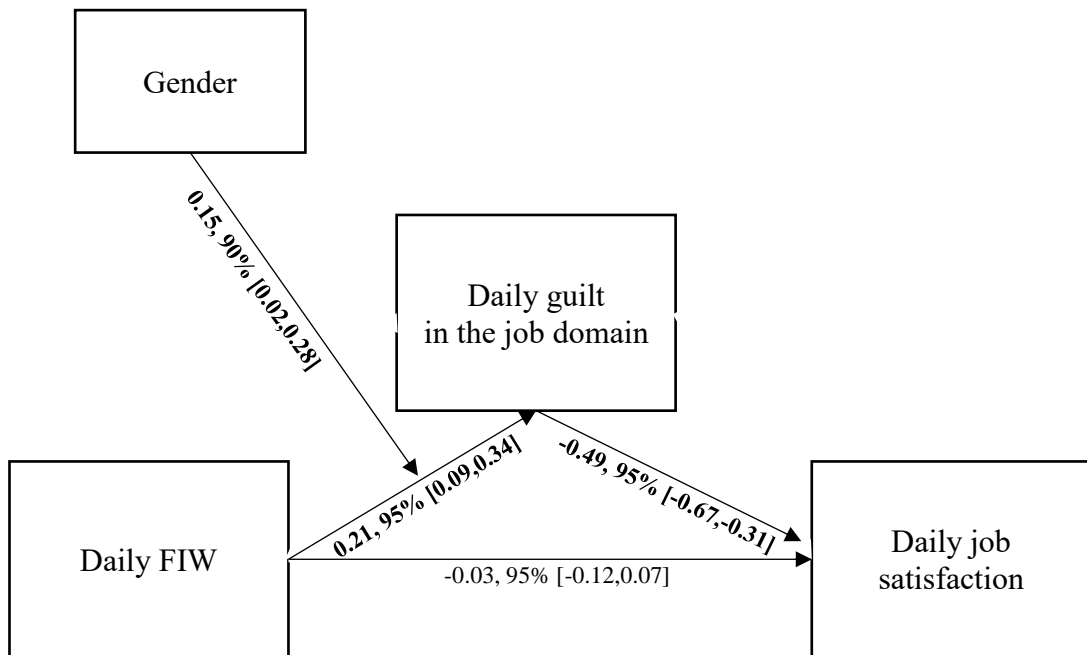 Gender
0.15, 90% [0.02,0.28]
Daily guilt
in the job domain
0.21, 95% [0.09,0.34]
-0.49, 95% [-0.67,-0.31]
Daily FIW
-0.03, 95% [-0.12,0.07]
Daily job
satisfaction